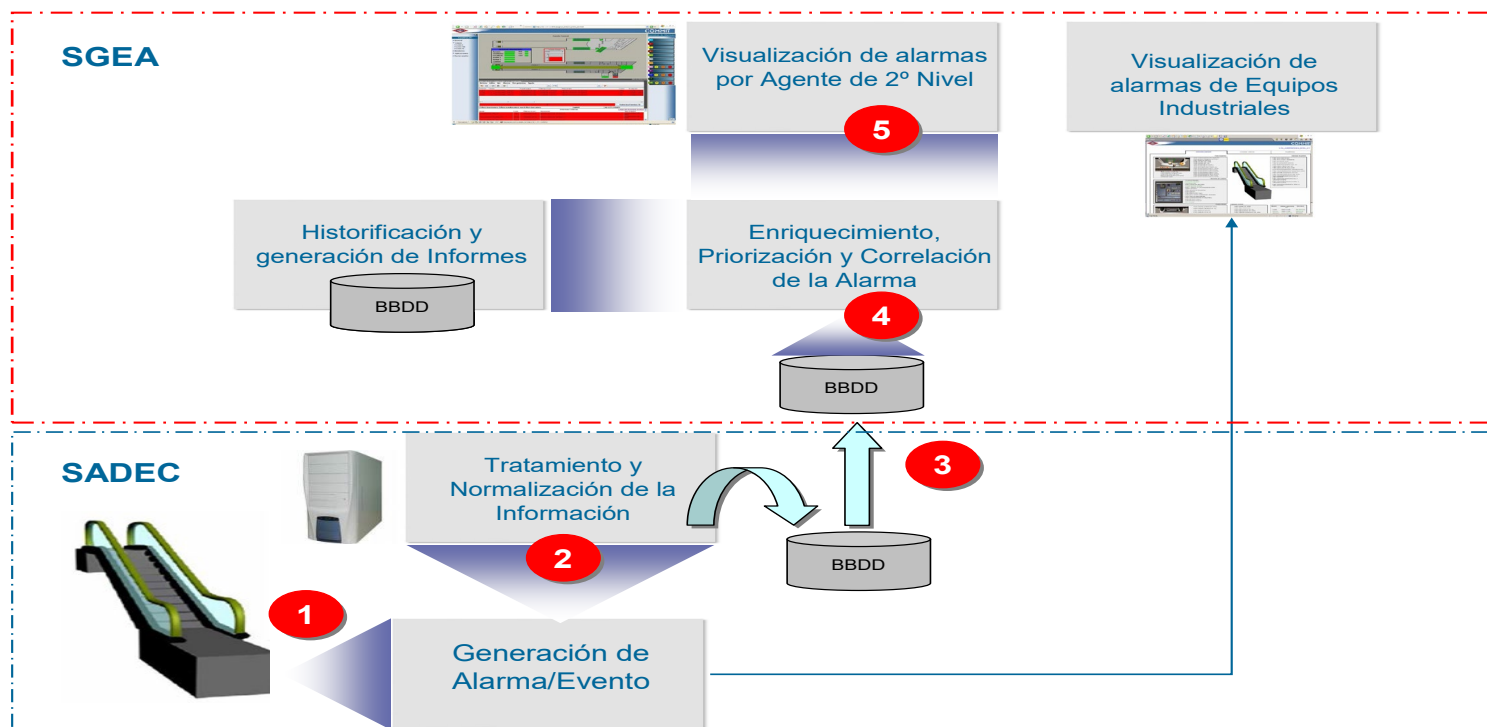 SGEA
COMMIT
Visualización de alarmas
por Agente de 2º Nivel
5
Visualización de
alarmas de Equipos
Industriales
Historificación y
generación de Informes
BBDD
Enriquecimiento,
Priorización y Correlación
de la Alarma
4
BBDD
SADEC
Tratamiento y
Normalización de la
Información
2
3
BBDD
1
Generación de
Alarma/Evento